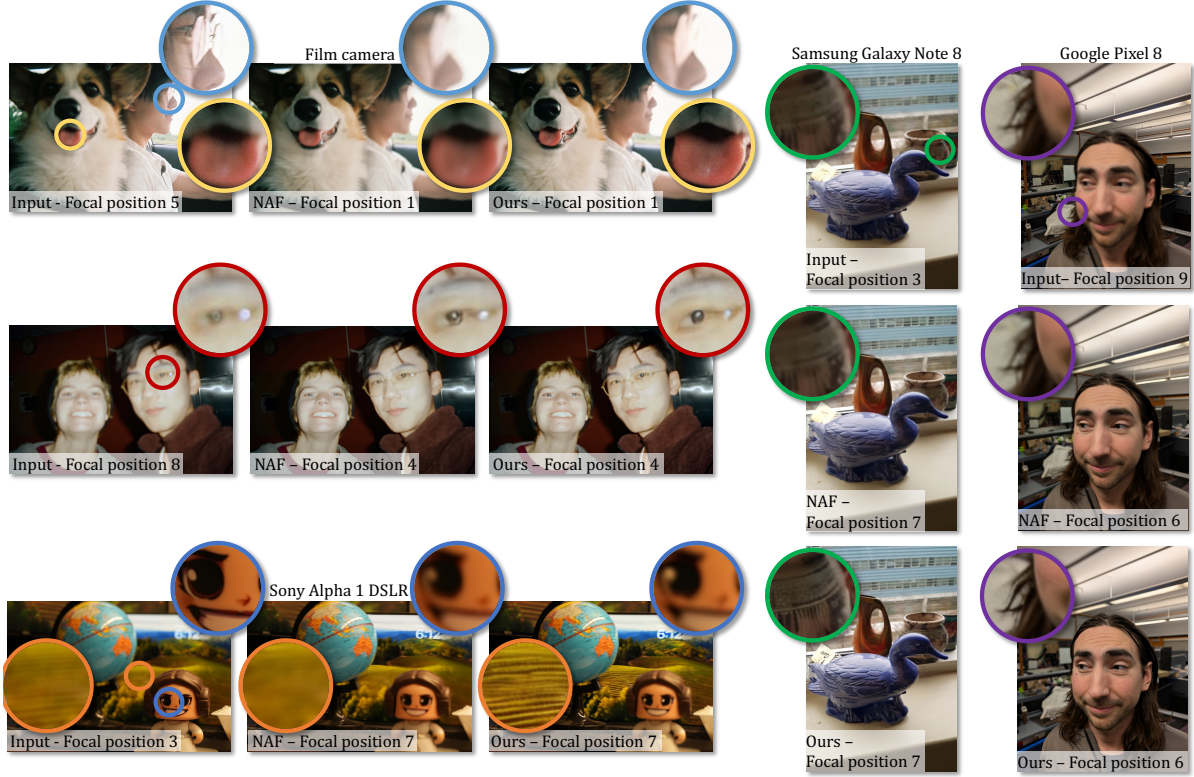 Film camera
Input - Focal position 5
NAF – Focal position 1
Ours – Focal position 1
Input - Focal position 8
NAF – Focal position 4
Ours – Focal position 4
Sony Alpha 1 DSLR
6:12
6:12
6:12
Input - Focal position 3
NAF – Focal position 7
Ours – Focal position 7
Samsung Galaxy Note 8
Input –
Focal position 3
NAF –
Focal position 7
Ours –
Focal position 7
Google Pixel 8
Input– Focal position 9
NAF – Focal position 6
Ours – Focal position 6